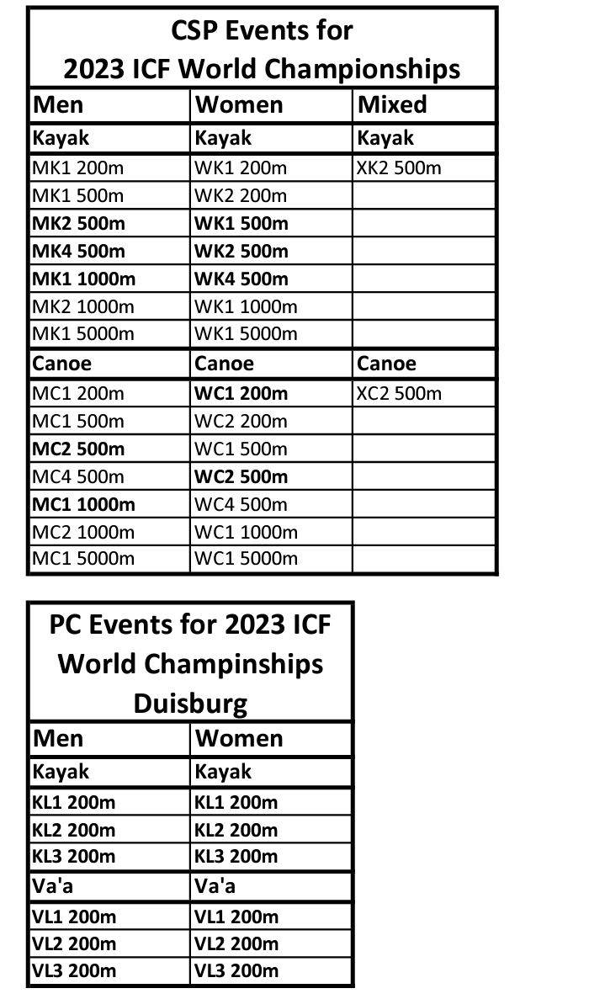 CSP Events for
2023 ICF World Championships
Men Women Mixed
Kayak Kayak Kayak
MK1 200m WK1 200m XK2 500m
MK1 500m WK2 200m
MK2 500m WK1 500m
MK4 500m WK2 500m
MK1 1000m WK4 500m
MK2 1000m WK1 1000m
MK1 5000m WK1 5000m
Canoe Canoe Canoe
MC1 200m WC1 200m XC2 500m
MC1 500m WC2 200m
MC2 500m WC1 500m
MC4 500m WC2 500m
MC1 1000m WC4 500m
MC2 1000m WC1 1000m
MC1 5000m WC1 5000m
PC Events for 2023 ICF
World Champinships
Duisburg
Men Women
Kayak Kayak
KL1 200m KL1 200m
KL2 200m KL2 200m
KL3 200m KL3 200m
Va'a Va'a
VL1 200m VL1 200m
VL2 200m VL2 200m
VL3 200m VL3 200m